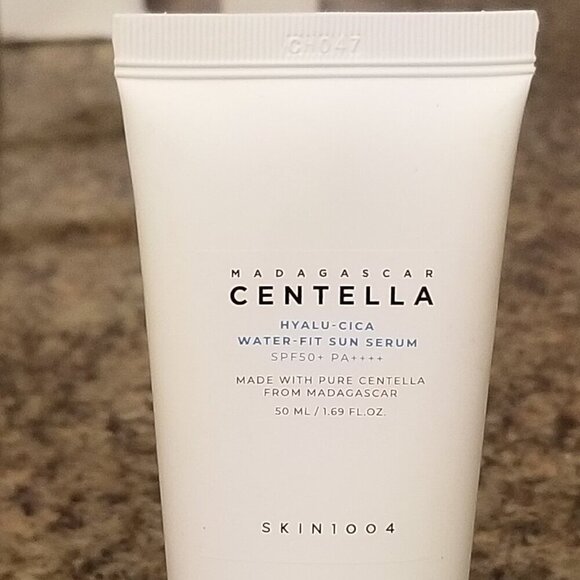 CH047
MADAGASCAR
CENTELLA
HYALU-CICA
WATER-FIT SUN SERUM
SPF50+ PA++++
MADE WITH PURE CENTELLA
FROM MADAGASCAR
50 ML / 1.69 FL.OZ.
SKIN1004